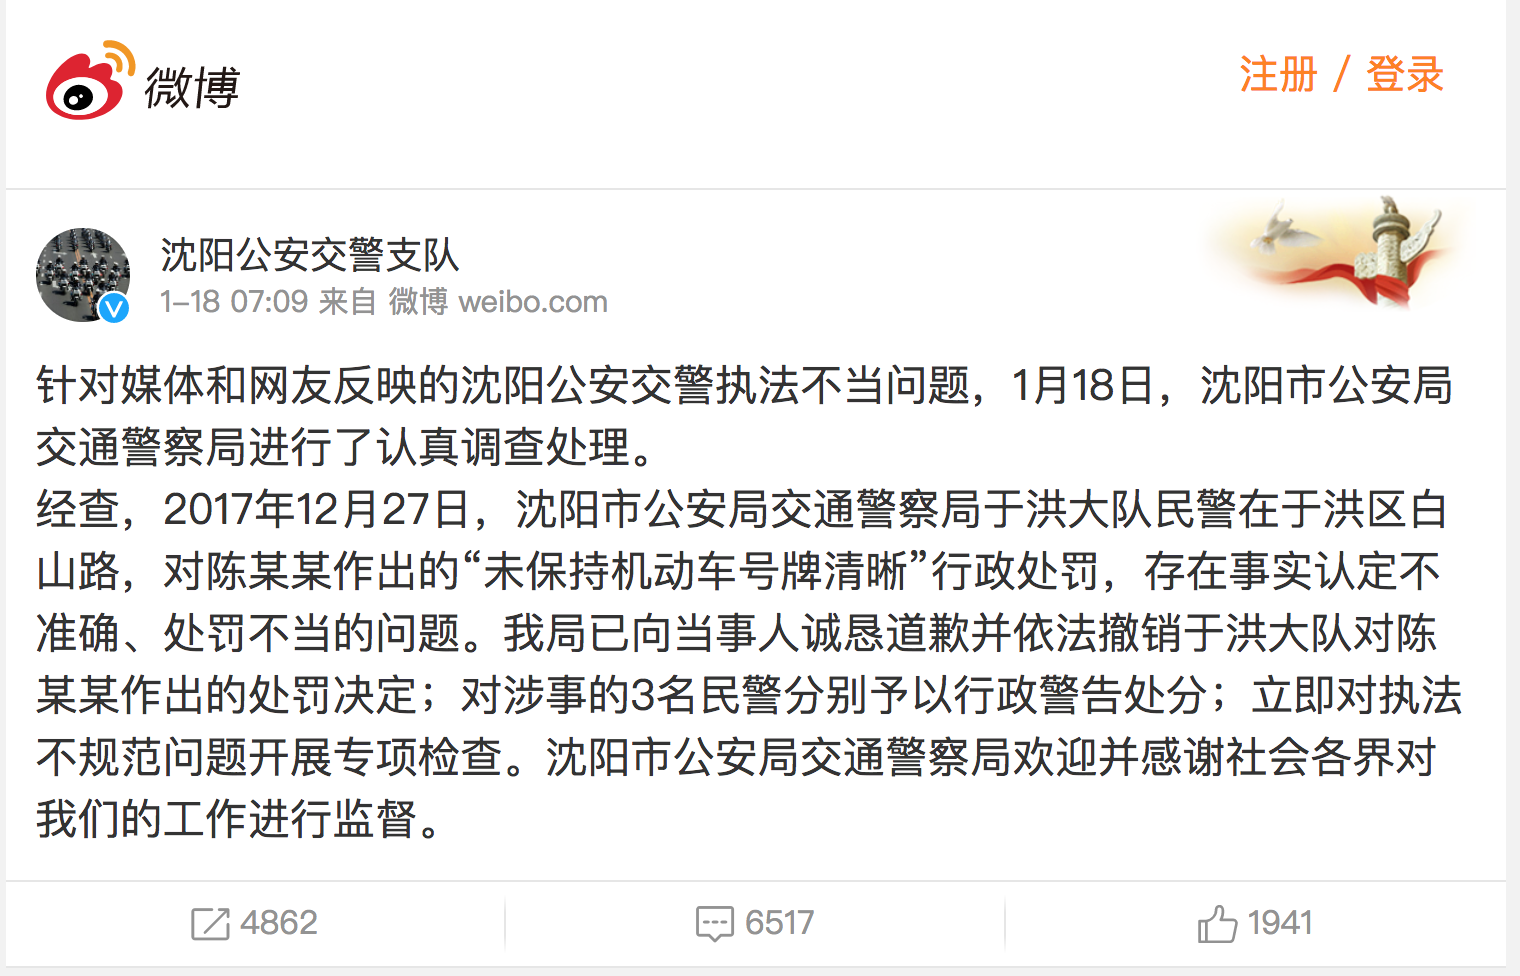 微博
注册 / 登录
沈阳公安交警支队
1-18 07:09 来自 微博 weibo.com
针对媒体和网友反映的沈阳公安交警执法不当问题，1月18日，沈阳市公安局
交通警察局进行了认真调查处理。
经查，2017年12月27日，沈阳市公安局交通警察局于洪大队民警在于洪区白
山路，对陈某某作出的“未保持机动车号牌清晰”行政处罚，存在事实认定不
准确、处罚不当的问题。我局已向当事人诚恳道歉并依法撤销于洪大队对陈
某某作出的处罚决定；对涉事的3名民警分别予以行政警告处分；立即对执法
不规范问题开展专项检查。沈阳市公安局交通警察局欢迎并感谢社会各界对
我们的工作进行监督。
4862
6517
1941